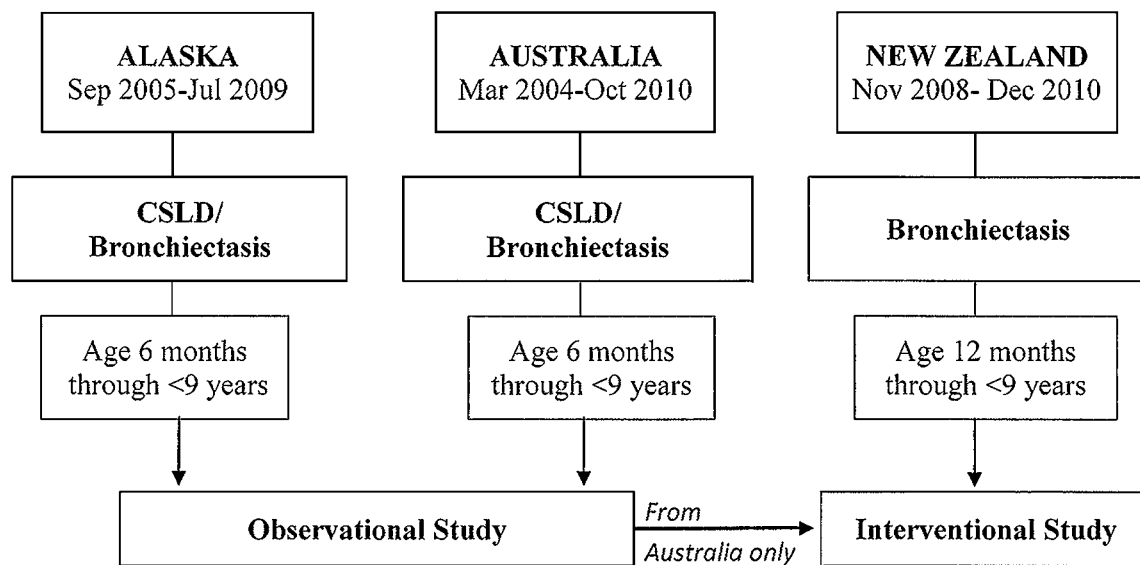 ALASKA
Sep 2005-Jul 2009
AUSTRALIA
Mar 2004-Oct 2010
NEW ZEALAND
Nov 2008- Dec 2010
CSLD/
Bronchiectasis
CSLD/
Bronchiectasis
Bronchiectasis
Age 6 months
through <9 years
Age 6 months
through <9 years
Age 12 months
through <9 years
Observational Study
From
Australia only
Interventional Study